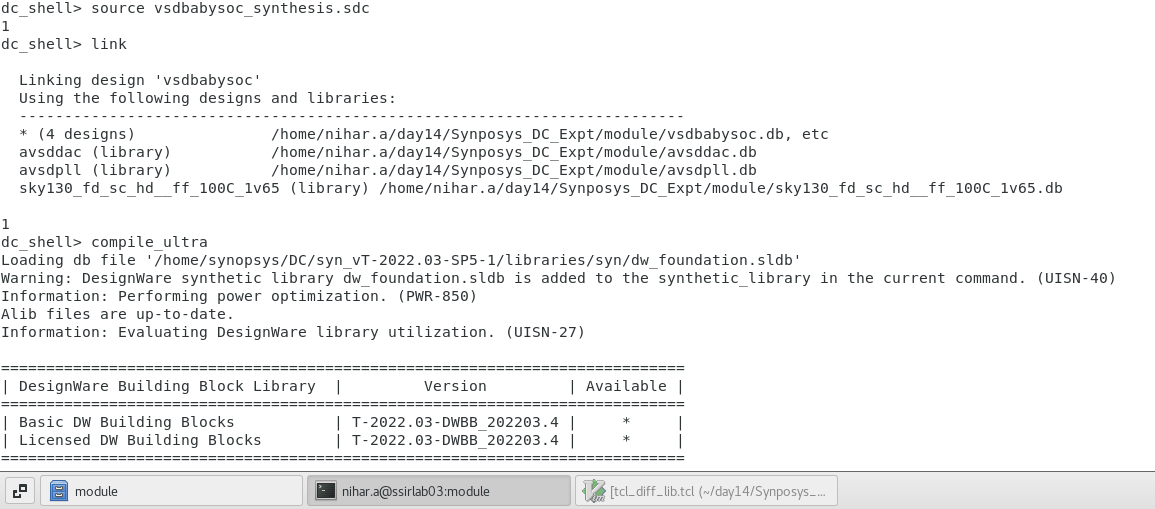 dc_shell> source vsdbabysoc_synthesis.sdc
1
dc_shell> link
Linking design 'vsdbabysoc'
Using the following designs and libraries:
--------------------------------------------------------------------------
* (4 designs)               /home/nihar.a/day14/Synposys_DC_Expt/module/vsdbabysoc.db, etc
avsddac (library)           /home/nihar.a/day14/Synposys_DC_Expt/module/avsddac.db
avsdpll (library)           /home/nihar.a/day14/Synposys_DC_Expt/module/avsdpll.db
sky130_fd_sc_hd__ff_100C_1v65 (library) /home/nihar.a/day14/Synposys_DC_Expt/module/sky130_fd_sc_hd__ff_100C_1v65.db
1
dc_shell> compile_ultra
Loading db file '/home/synopsys/DC/syn_vT-2022.03-SP5-1/libraries/syn/dw_foundation.sldb'
Warning: DesignWare synthetic library dw_foundation.sldb is added to the synthetic_library in the current command. (UISN-40)
Information: Performing power optimization. (PWR-850)
Alib files are up-to-date.
Information: Evaluating DesignWare library utilization. (UISN-27)
============================================================================
| DesignWare Building Block Library  |         Version         | Available |
============================================================================
| Basic DW Building Blocks           | T-2022.03-DWBB_202203.4 |     *     |
| Licensed DW Building Blocks        | T-2022.03-DWBB_202203.4 |     *     |
============================================================================
module
nihar.a@ssirlab03:module
[tcl_diff_lib.tcl (~/day14/Synposys_...